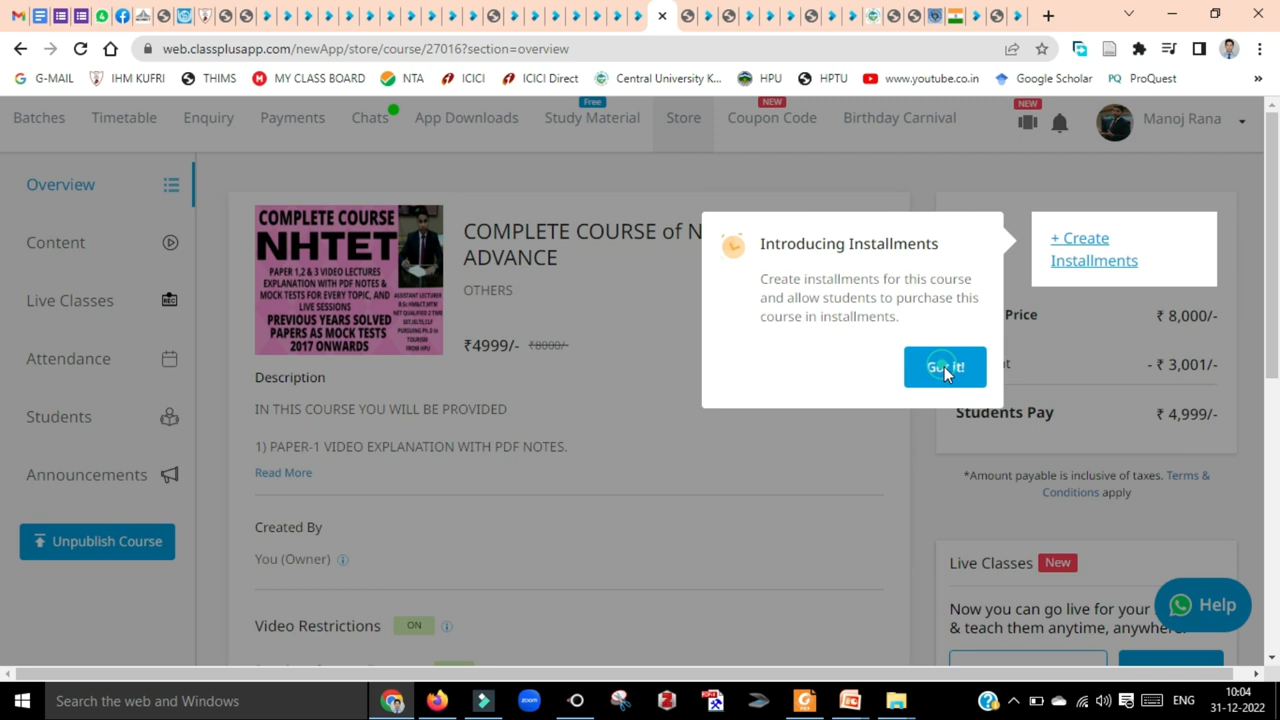 web.classplusapp.com/newApp/store/course/27016?section=overview
G-MAIL
IHM KUFRI
THIMS
MY CLASS BOARD
NTA
ICICI
ICICI Direct
Central University K...
HPU
HPTU
www.youtube.co.in
Google Scholar
PQ ProQuest
»
Batches
Timetable
Enquiry
Payments
Chats
App Downloads
Free
Study Material
Store
NEW
Coupon Code
Birthday Carnival
NEW
Manoj Rana
Overview
Content
Live Classes
REC
Attendance
Students
Announcements
Unpublish Course
COMPLETE COURSE
NHTET
PAPER 1,2 & 3 VIDEO LECTURES
EXPLANATION WITH PDF NOTES &
MOCK TESTS FOR EVERY TOPIC, AND
LIVE SESSIONS
PREVIOUS YEARS SOLVED
PAPERS AS MOCK TESTS
2017 ONWARDS
ASSISTANT LECTURER
COMPLETE COURSE of N
ADVANCE
OTHERS
₹4999/- ₹8000/-
Description
IN THIS COURSE YOU WILL BE PROVIDED
1) PAPER-1 VIDEO EXPLANATION WITH PDF NOTES.
Read More
Created By
You (Owner)
Video Restrictions
ON
Introducing Installments
Create installments for this course
and allow students to purchase this
course in installments.
Got it!
+ Create
Installments
Price
₹ 8,000/-
nt
- ₹ 3,001/-
Students Pay
₹ 4,999/-
*Amount payable is inclusive of taxes. Terms &
Conditions apply
Live Classes
New
Now you can go live for your
& teach them anytime, anywhere.
Help
Search the web and Windows
zoom
ENG
10:04
31-12-2022